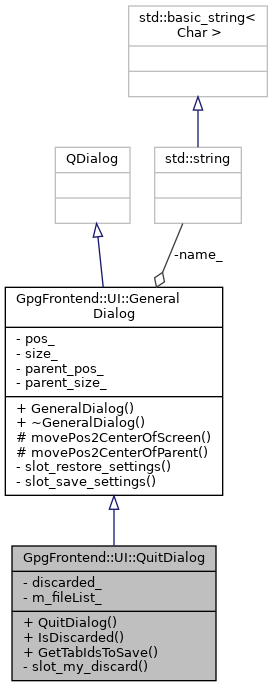 std::basic_string<
Char >
QDialog
std::string
-name_
GpgFrontend::UI::General
Dialog
- pos_
- size_
- parent_pos_
- parent_size_
+ GeneralDialog()
+ ~GeneralDialog()
# movePos2CenterOfScreen()
# movePos2CenterOfParent()
- slot_restore_settings()
- slot_save_settings()
GpgFrontend::UI::QuitDialog
- discarded_
- m_fileList_
+ QuitDialog()
+ IsDiscarded()
+ GetTabIdsToSave()
- slot_my_discard()